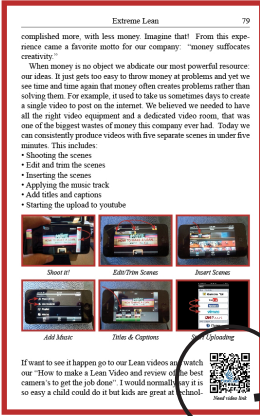 Extreme Lean 79
complished more, with less money. Imagine that! From this expe-
rience came a favorite motto for our company: "money suffocates
creativity."
When money is no object we abdicate our most powerful resource:
our ideas. It just gets too easy to throw money at problems and yet we
see time and time again that money often creates problems rather than
solving them. For example, it used to take us sometimes days to create
a single video to post on the internet. We believed we needed to have
all the right video equipment and a dedicated video room, that was
one of the biggest wastes of money this company ever had. Today we
can consistently produce videos with five separate scenes in under five
minutes. This includes:
• Shooting the scenes
• Edit and trim the scenes
• Inserting the scenes
• Applying the music track
• Add titles and captions
• Starting the upload to youtube
Shoot it! Edit/Trim Scenes Insert Scenes
Add Music Titles & Captions Start Uploading
If want to see it happen go to our Lean videos and watch
our "How to make a Lean Video and review of the best
camera's to get the job done". I would normally say it is
so easy a child could do it but kids are great at technol-
Need video link